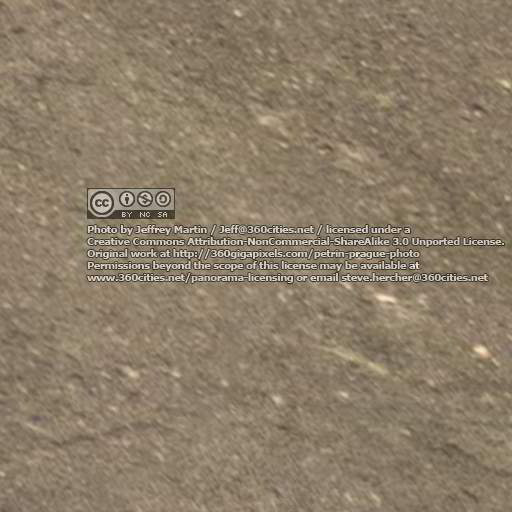 cc
BY NC SA
Photo by Jeffrey Martin / Jeff@360cities.net / licensed under a
Creative Commons Attribution-NonCommercial-ShareAlike 3.0 Unported License.
Original work at http://360gigapixels.com/petrin-prague-photo
Permissions beyond the scope of this license may be available at
www.360cities.net/panorama-licensing or email steve.hercher@360cities.net